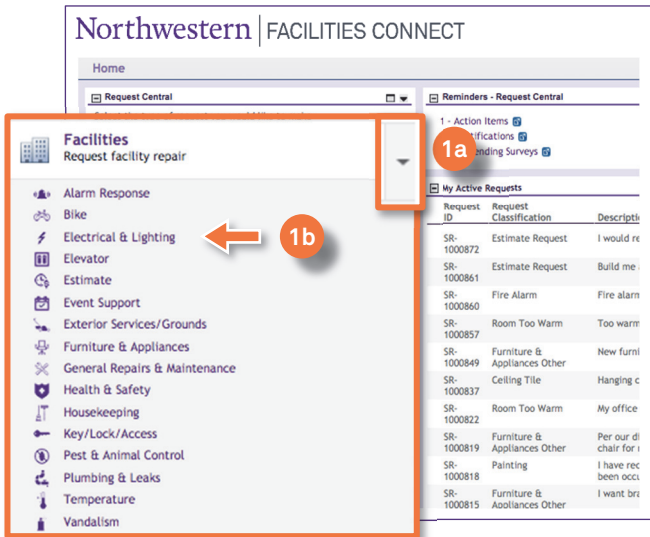 Northwestern | FACILITIES CONNECT
Home
Request Central
Facilities
Request facility repair
1a
Alarm Response
Bike
Electrical & Lighting
1b
Elevator
Estimate
Event Support
Exterior Services/Grounds
Furniture & Appliances
General Repairs & Maintenance
Health & Safety
Housekeeping
Key/Lock/Access
Pest & Animal Control
Plumbing & Leaks
Temperature
Vandalism
Reminders - Request Central
1 - Action Items
ending Surveys
My Active Requests
Request ID Request Classification Descripti
SR-1000872 Estimate Request I would re
SR-1000861 Estimate Request Build me
SR-1000860 Fire Alarm Fire alarm
SR-1000857 Room Too Warm Too warm
SR-1000849 Furniture & Appliances Other New furni
SR-1000837 Ceiling Tile Hanging c
SR-1000822 Room Too Warm My office
SR-1000819 Furniture & Appliances Other Per our di chair for
SR-1000818 Painting I have rec been occu
SR-1000815 Furniture & Appliances Other I want bra